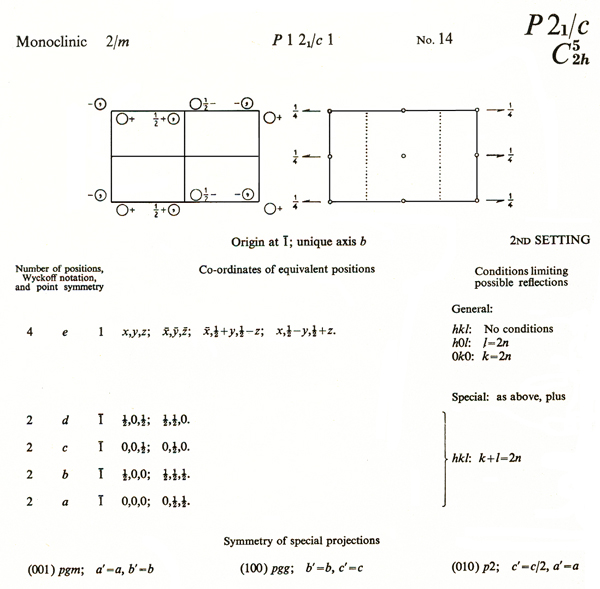 P 2₁/c
Monoclinic 2/m P 1 2₁/c 1 No. 14 C⁵₂ₕ
-, ½- -, ¼ ¼
+ ½+, +
¼ ¼
-, ½- -, ¼ ¼
+ ½+, +
Origin at 1̄; unique axis b 2ND SETTING
Number of positions,
Wyckoff notation,
and point symmetry
Co-ordinates of equivalent positions
Conditions limiting
possible reflections
General:
4 e 1 x,y,z; x̄,ȳ,z̄; x̄,½+y,½−z; x,½−y,½+z. hkl: No conditions
h0l: l=2n
0k0: k=2n
Special: as above, plus
2 d 1̄ ½,0,½; ½,½,0.
2 c 1̄ 0,0,½; 0,½,0.
hkl: k+l=2n
2 b 1̄ ½,0,0; ½,½,½.
2 a 1̄ 0,0,0; 0,½,½.
Symmetry of special projections
(001) pgm; a′=a, b′=b (100) pgg; b′=b, c′=c (010) p2; c′=c/2, a′=a